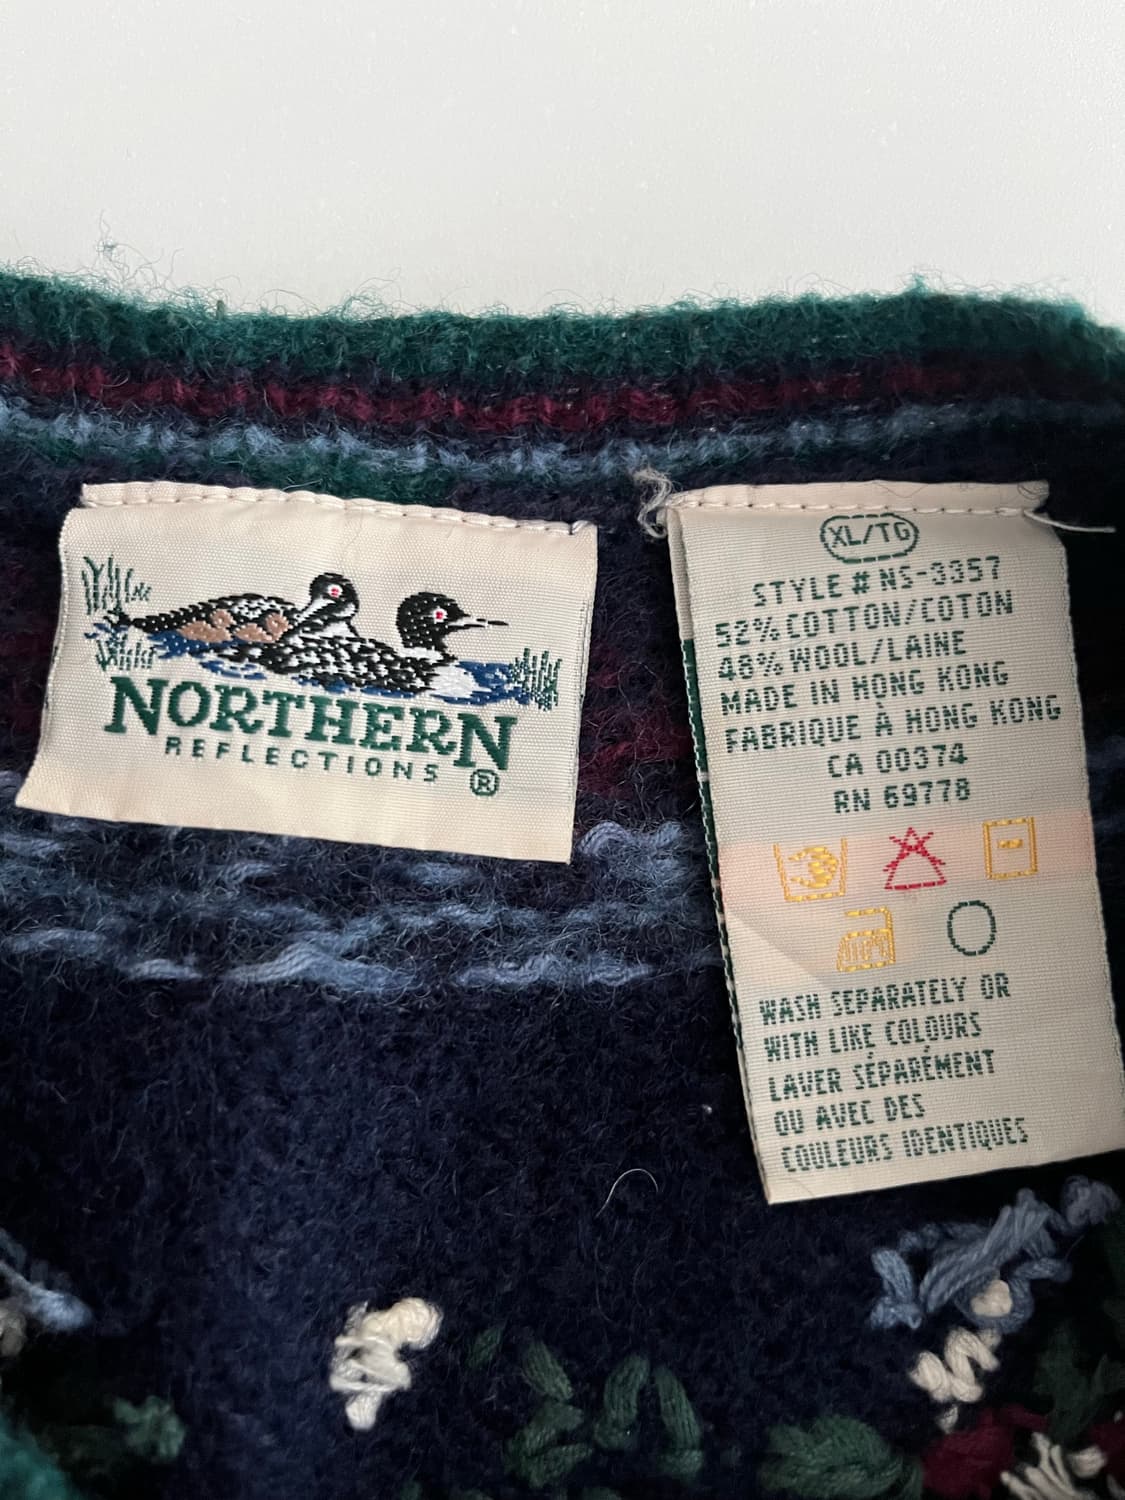 NORTHERN
REFLECTIONS
®
XL/TG
STYLE # NS-3357
52% COTTON/COTON
48% WOOL/LAINE
MADE IN HONG KONG
FABRIQUE À HONG KONG
CA 00374
RN 69778
WASH SEPARATELY OR
WITH LIKE COLOURS
LAVER SÉPARÉMENT
OU AVEC DES
COULEURS IDENTIQUES